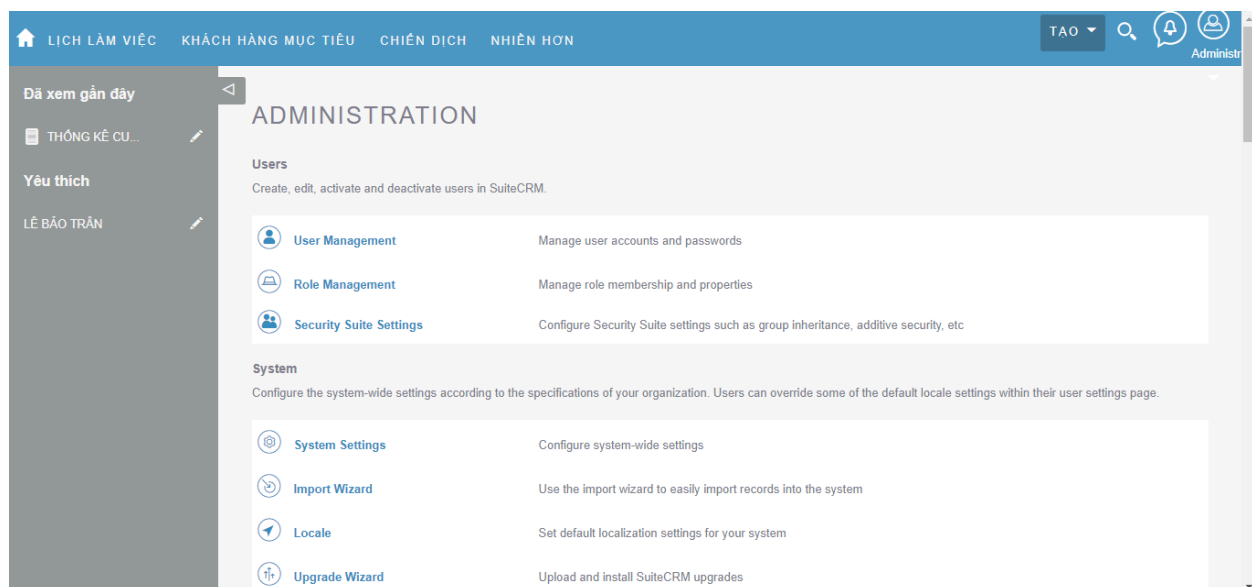 LỊCH LÀM VIỆC KHÁCH HÀNG MỤC TIÊU CHIẾN DỊCH NHIỀN HƠN TẠO
Administr
Đã xem gần đây
THỐNG KÊ CU...
Yêu thích
LÊ BẢO TRÂN
ADMINISTRATION
Users
Create, edit, activate and deactivate users in SuiteCRM.
User Management Manage user accounts and passwords
Role Management Manage role membership and properties
Security Suite Settings Configure Security Suite settings such as group inheritance, additive security, etc
System
Configure the system-wide settings according to the specifications of your organization. Users can override some of the default locale settings within their user settings page.
System Settings Configure system-wide settings
Import Wizard Use the import wizard to easily import records into the system
Locale Set default localization settings for your system
Upgrade Wizard Upload and install SuiteCRM upgrades